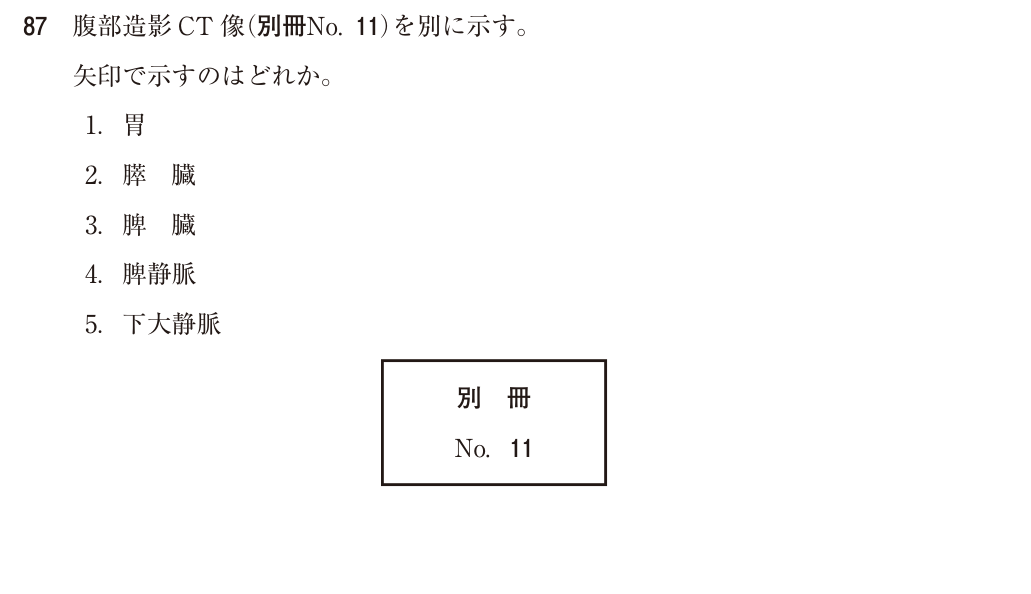 87 腹部造影 CT 像(別冊No. 11)を別に示す。
矢印で示すのはどれか。
1. 胃
2. 膵 臓
3. 脾 臓
4. 脾静脈
5. 下大静脈
別 冊
No. 11